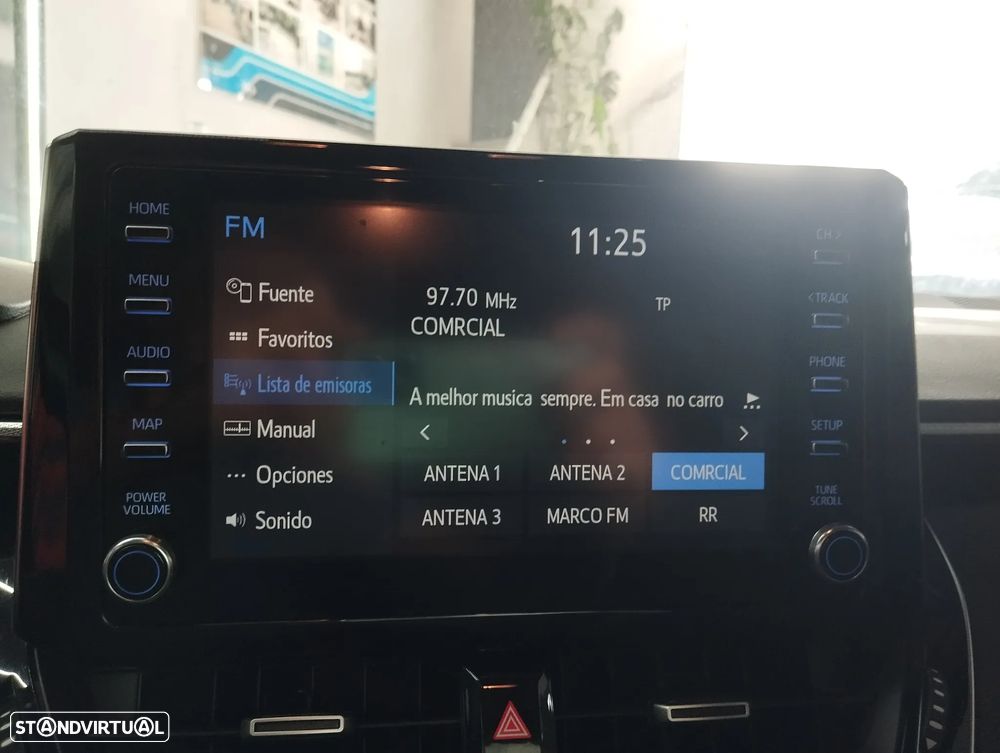 HOME
MENU
AUDIO
MAP
POWER
VOLUME
FM
11:25
Fuente
Favoritos
Lista de emisoras
Manual
Opciones
Sonido
97.70 MHz
TP
COMRCIAL
A melhor musica sempre. Em casa no carro
ANTENA 1
ANTENA 2
COMRCIAL
ANTENA 3
MARCO FM
RR
CH >
< TRACK
PHONE
SETUP
TUNE
SCROLL
STANDVIRTUAL